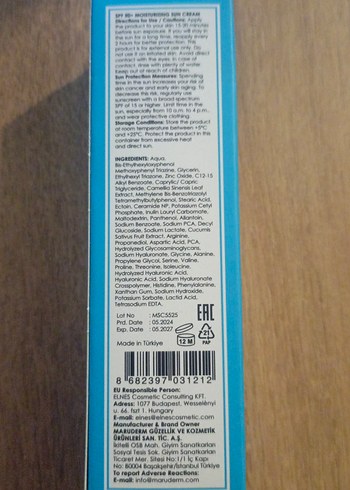 SPF 50+ MOISTURISING SUN CREAM
Directions for Use / Cautions: Apply
the product to your skin 15-30 minutes
before sun exposure. If you will stay in
the sun for a long time, reapply every
2 hours for better protection. This
product is for external use only. Do
not use it on irritated skin. Avoid direct
contact with the eyes. In case of
contact, rinse with plenty of water.
Keep out of reach of children.
Sun Protection Measures: Spending
time in the sun increases your risk of
skin cancer and early skin aging. To
decrease this risk, regularly use
sunscreen with a broad spectrum
SPF of 15 or higher. Limit time in the
sun, especially from 10 a.m. to 4 p.m.,
and wear protective clothing.
Storage Conditions: Store the product
at room temperature between +5°C
and +25°C. Protect the product in this
container from excessive heat
and direct sun.
INGREDIENTS: Aqua,
Bis-Ethylhexyloxyphenol
Methoxyphenyl Triazine, Glycerin,
Ethylhexyl Triazone, Zinc Oxide, C12-15
Alkyl Benzoate, Caprylic/ Capric
Triglyceride, Camellia Sinensis Leaf
Extract, Methylene Bis-Benzotriazolyl
Tetramethylbutylphenol, Stearic Acid,
Ectoin, Ceramide NP, Potassium Cetyl
Phosphate, Inulin Lauryl Carbamate,
Maltodextrin, Panthenol, Allantoin,
Sodium Benzoate, Sodium PCA, Decyl
Glucoside, Sodium Lactate, Cucumis
Sativus Fruit Extract, Arginine,
Propanediol, Aspartic Acid, PCA,
Hydrolyzed Glycosaminoglycans,
Sodium Hyaluronate, Glycine, Alanine,
Propylene Glycol, Serine, Valine,
Proline, Threonine, Isoleucine,
Hydrolyzed Hyaluronic Acid,
Hyaluronic Acid, Sodium Hyaluronate
Crosspolymer, Histidine, Phenylalanine,
Xanthan Gum, Sodium Hydroxide,
Potassium Sorbate, Lactid Acid,
Tetrasodium EDTA.
Lot No : MSC5525
Prd. Date : 05.2024
Exp. Date : 05.2027
EAC
12 M
21
PAP
Made in Türkiye
8 682397 031212
EU Responsible Person:
ELNES Cosmetic Consulting KFT.
Adress: 1077 Budapest, Wesselényi
u. 66. fszt 1. Hungary
E-mail: elnes@elnescosmetic.com
Manufacturer & Brand Owner
MARUDERM GÜZELLİK VE KOZMETİK
ÜRÜNLERİ SAN. TİC. A.Ş.
İkitelli OSB Mah. Giyim Sanatkarları
Sosyal Tesis Sok. Giyim Sanatkarları
Ticaret Mer. Sitesi No:1/1 İç Kapı
No: 80004 Başakşehir/İstanbul Türkiye
To report Adverse Reactions:
E-mail: info@maruderm.com